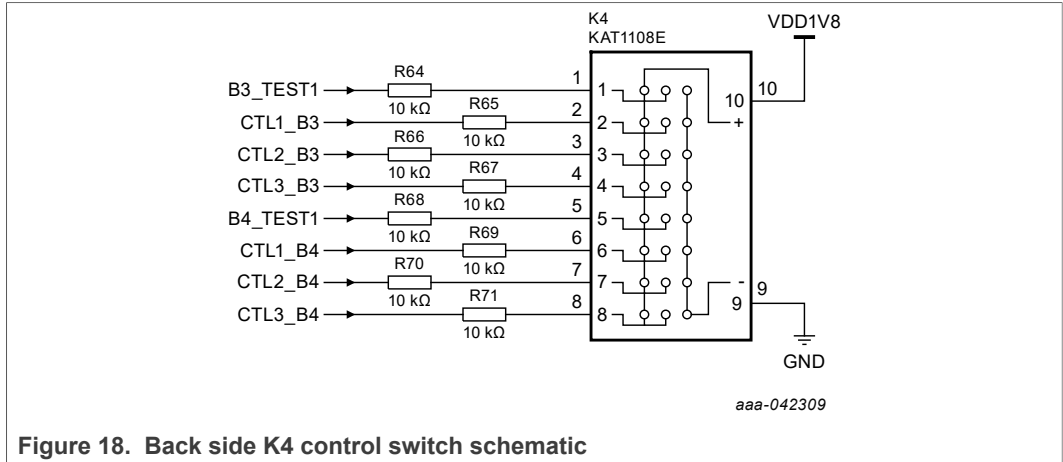 K4
KAT1108E
VDD1V8
B3_TEST1
R64
10 kΩ
1
1
10
10
CTL1_B3
R65
10 kΩ
2
2
+
CTL2_B3
R66
10 kΩ
3
3
CTL3_B3
R67
10 kΩ
4
4
B4_TEST1
R68
10 kΩ
5
5
CTL1_B4
R69
10 kΩ
6
6
CTL2_B4
R70
10 kΩ
7
7
-
9
9
CTL3_B4
R71
10 kΩ
8
8
GND
aaa-042309
Figure 18. Back side K4 control switch schematic